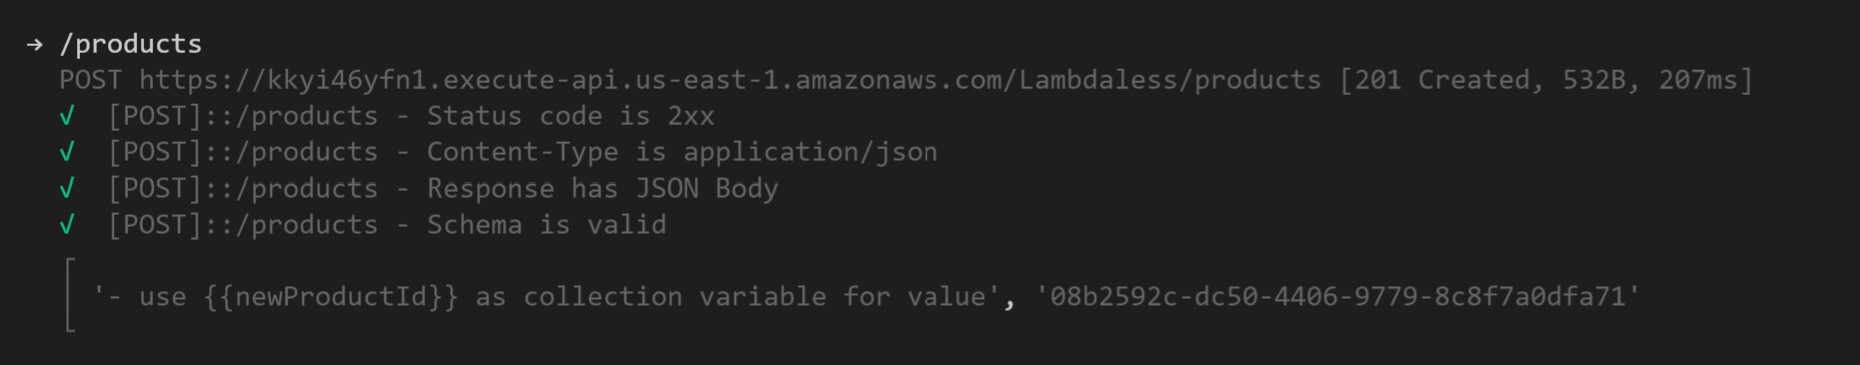 → /products
POST https://kkyi46yfn1.execute-api.us-east-1.amazonaws.com/Lambdaless/products [201 Created, 532B, 207ms]
√ [POST]::/products - Status code is 2xx
√ [POST]::/products - Content-Type is application/json
√ [POST]::/products - Response has JSON Body
√ [POST]::/products - Schema is valid
'- use {{newProductId}} as collection variable for value', '08b2592c-dc50-4406-9779-8c8f7a0dfa71'